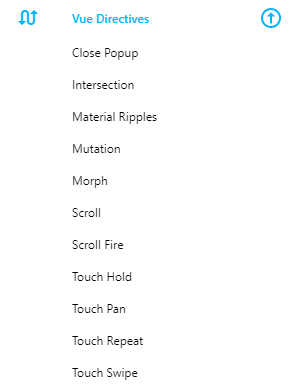 Vue Directives
Close Popup
Intersection
Material Ripples
Mutation
Morph
Scroll
Scroll Fire
Touch Hold
Touch Pan
Touch Repeat
Touch Swipe